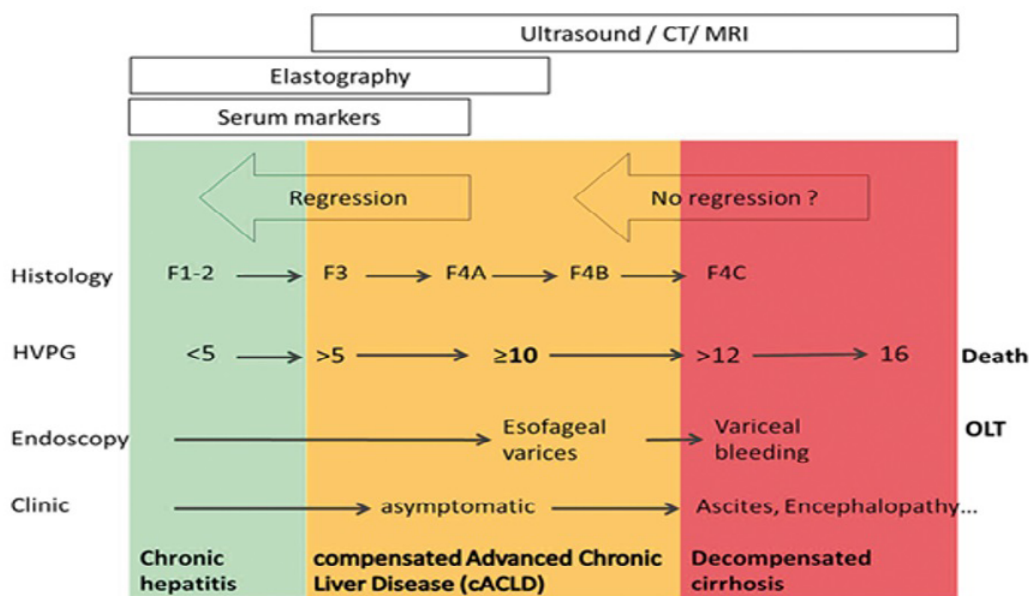 Ultrasound / CT/ MRI
Elastography
Serum markers
Regression
No regression ?
Histology F1-2 F3 F4A F4B F4C
HVPG <5 >5 ≥10 >12 16 Death
Endoscopy Esofageal varices Variceal bleeding OLT
Clinic asymptomatic Ascites, Encephalopathy...
Chronic hepatitis
compensated Advanced Chronic
Liver Disease (cACLD)
Decompensated
cirrhosis